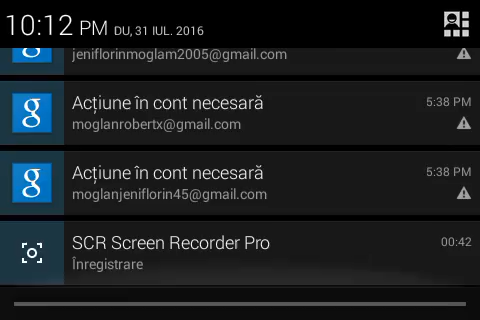 10:12 PM DU, 31 IUL. 2016
jeniflorinmoglam2005@gmail.com
Acțiune în cont necesară 5:38 PM
moglanrobertx@gmail.com
Acțiune în cont necesară 5:38 PM
moglanjeniflorin45@gmail.com
SCR Screen Recorder Pro 00:42
Înregistrare